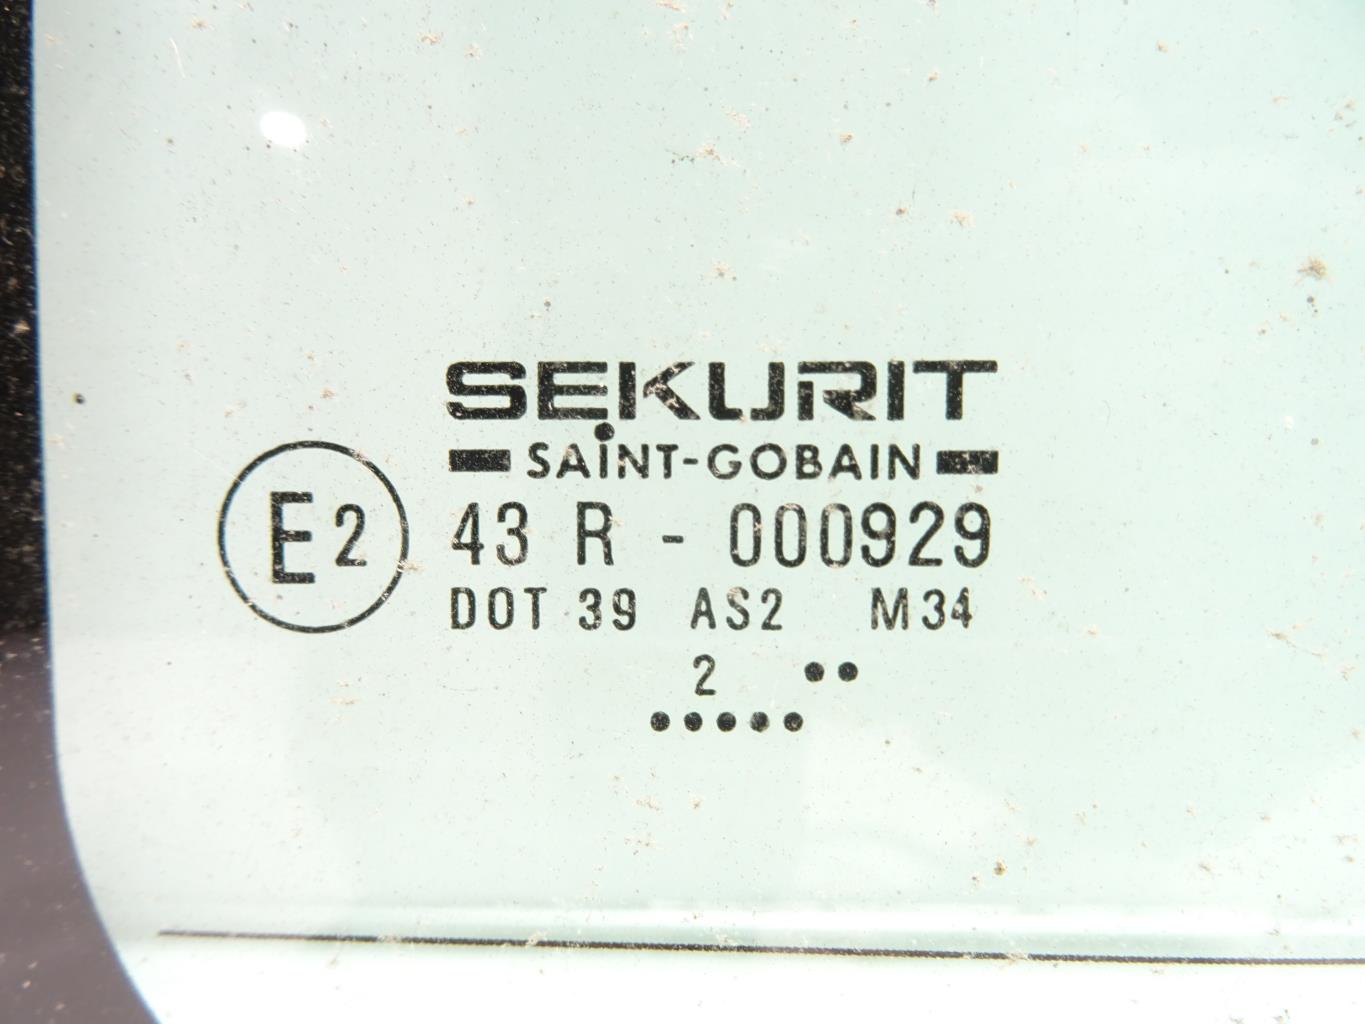 SEKURIT
SAINT-GOBAIN
E2 43 R - 000929
DOT 39 AS2 M34
2 ••
•••••